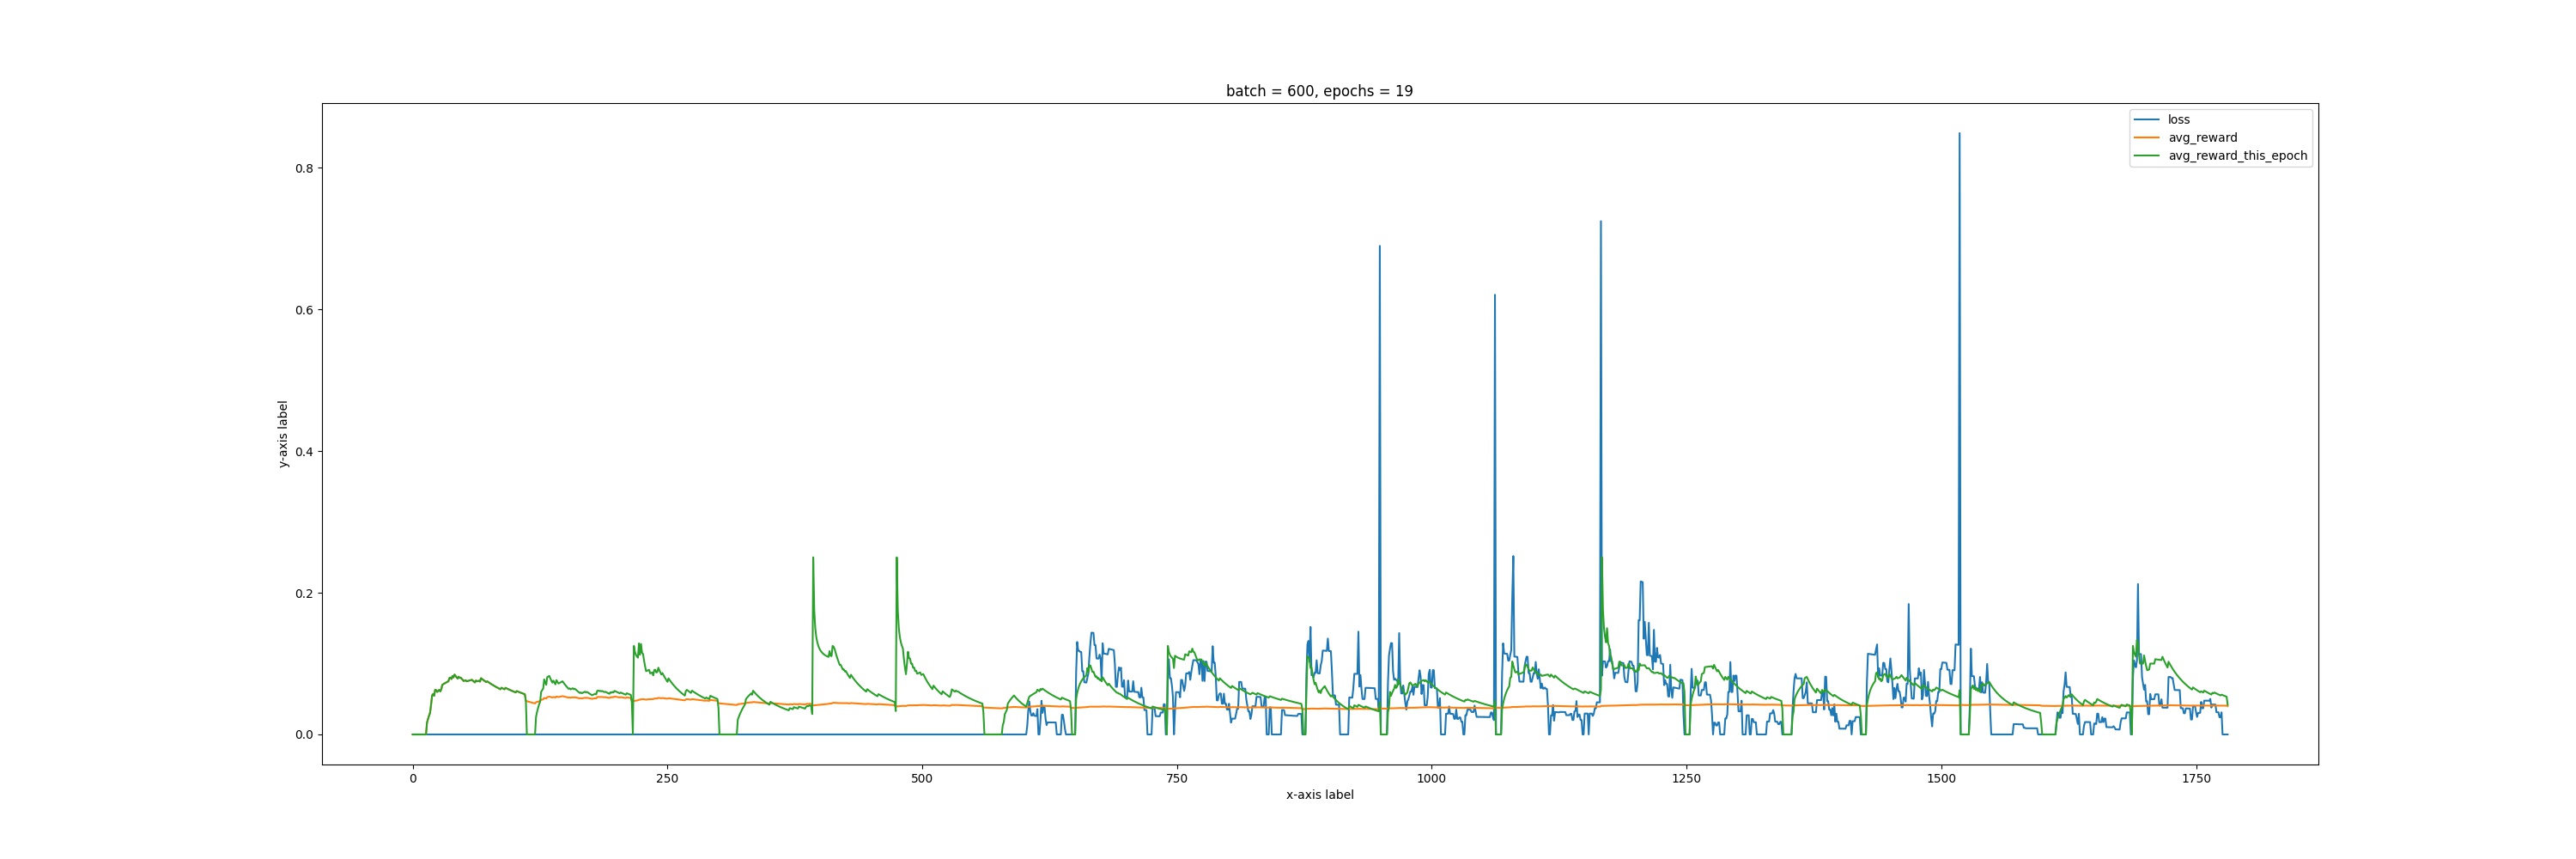 batch = 600, epochs = 19
loss
avg_reward
avg_reward_this_epoch
0.8
0.6
0.4
0.2
0.0
y-axis label
0 250 500 750 1000 1250 1500 1750
x-axis label